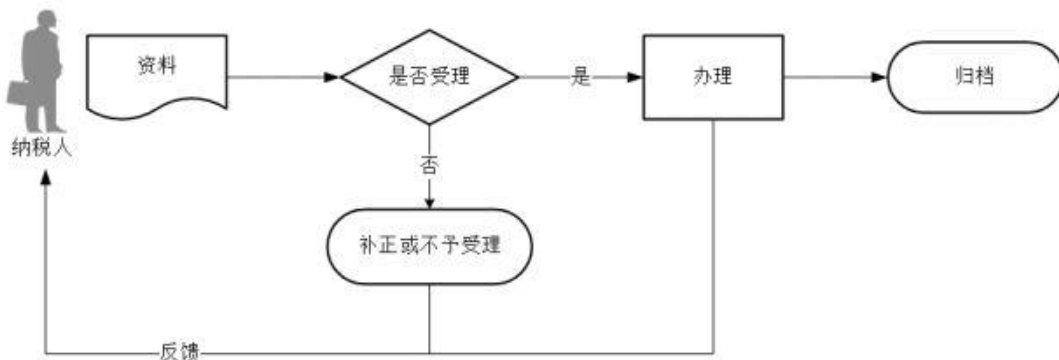 资料
是否受理
是
办理
归档
纳税人
否
补正或不予受理
反馈